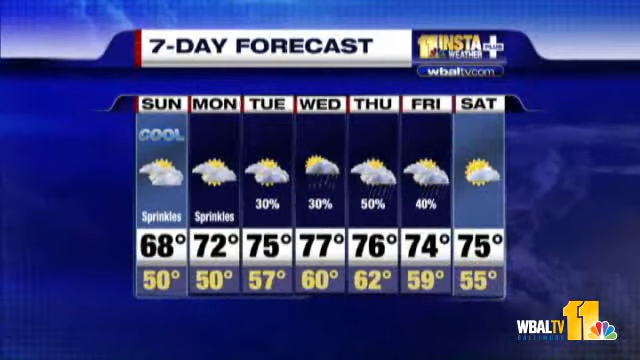 7-DAY FORECAST
11 INSTA
WEATHER PLUS
wbaltv.com
SUN MON TUE WED THU FRI SAT
COOL
Sprinkles Sprinkles 30% 30% 50% 40%
68° 72° 75° 77° 76° 74° 75°
50° 50° 57° 60° 62° 59° 55°
WBALTV 11
BALTIMORE